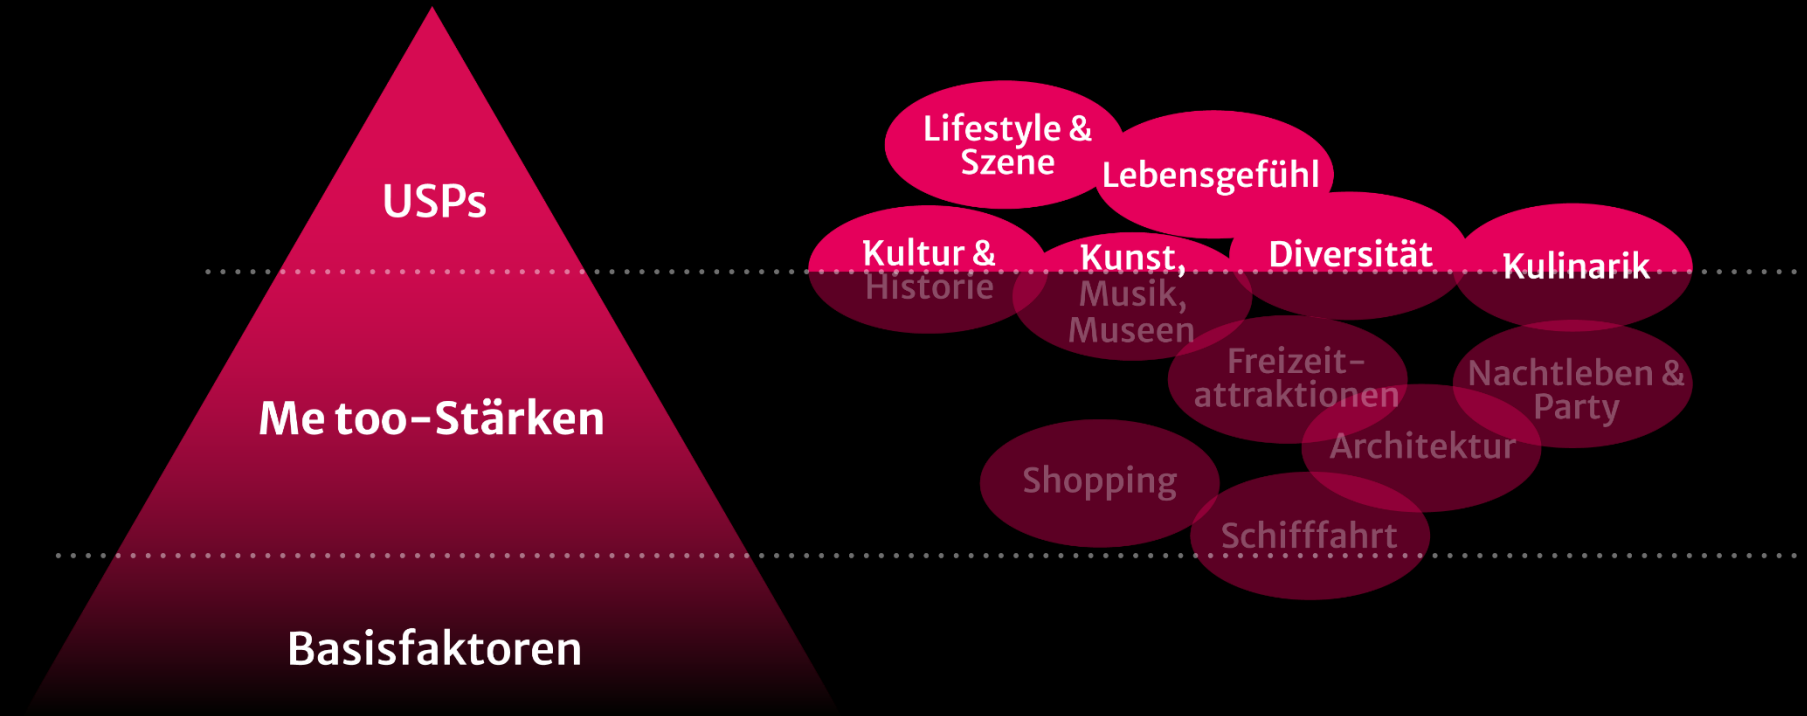 USPs
Me too-Stärken
Basisfaktoren
Lifestyle &
Szene
Lebensgefühl
Kultur &
Historie
Kunst,
Musik,
Museen
Diversität
Kulinarik
Freizeit-
attraktionen
Nachtleben &
Party
Architektur
Shopping
Schifffahrt